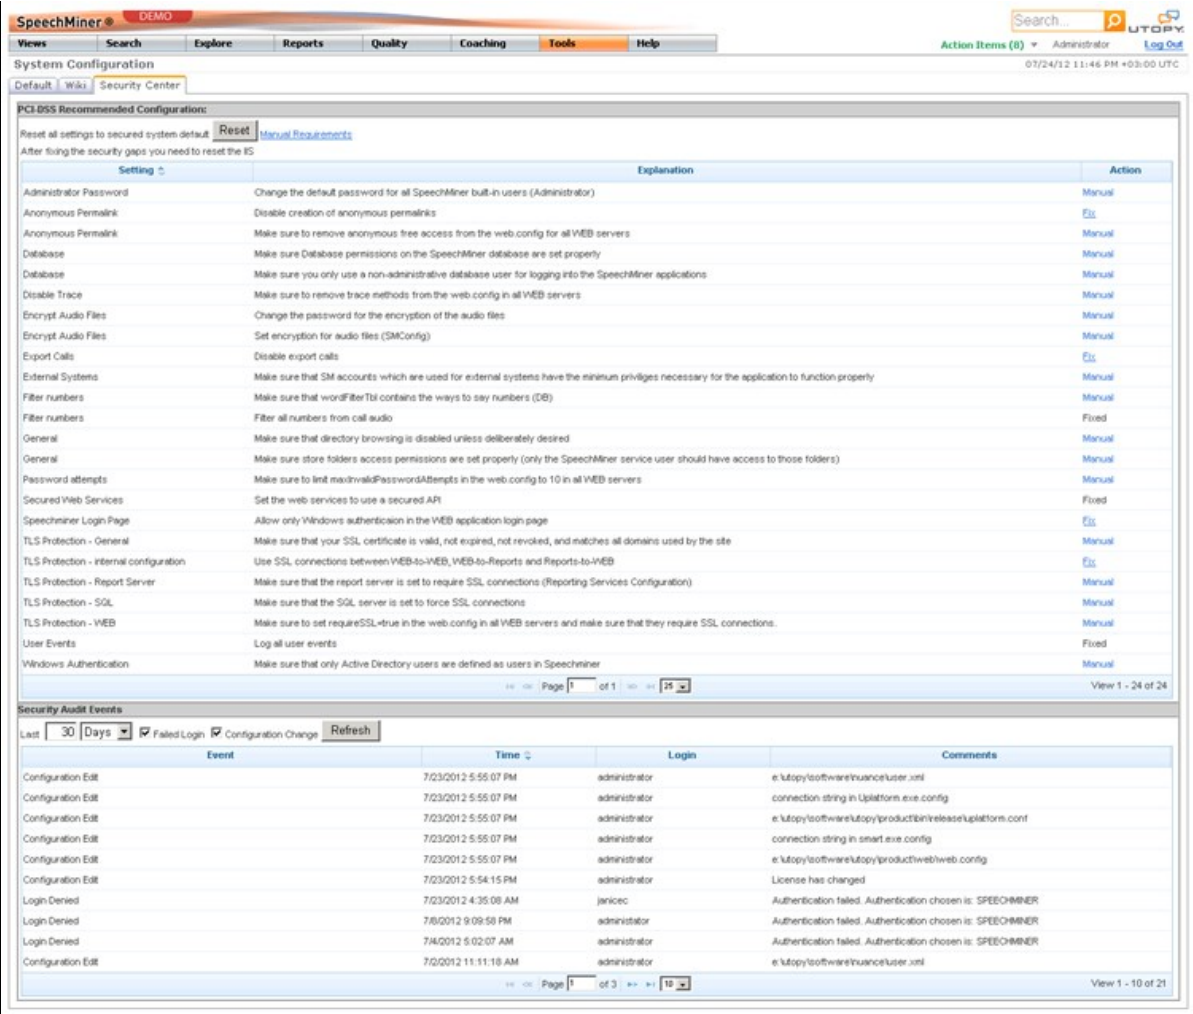 SpeechMiner ® DEMO Search... UTOPY.
Views Search Explore Reports Quality Coaching Tools Help Action Items (8) Administrator Log Out
System Configuration 07/24/12 11:46 PM +03:00 UTC
Default Wiki Security Center
PCI-DSS Recommended Configuration:
Reset all settings to secured system default Reset Manual Requirements
After fixing the security gaps you need to reset the IIS
Setting Explanation Action
Administrator Password Change the default password for all SpeechMiner built-in users (Administrator) Manual
Anonymous Permalink Disable creation of anonymous permalinks Fix
Anonymous Permalink Make sure to remove anonymous free access from the web.config for all WEB servers Manual
Database Make sure Database permissions on the SpeechMiner database are set properly Manual
Database Make sure you only use a non-administrative database user for logging into the SpeechMiner applications Manual
Disable Trace Make sure to remove trace methods from the web.config in all WEB servers Manual
Encrypt Audio Files Change the password for the encryption of the audio files Manual
Encrypt Audio Files Set encryption for audio files (SMConfig) Manual
Export Calls Disable export calls Fix
External Systems Make sure that SM accounts which are used for external systems have the minimum priviliges necessary for the application to function properly Manual
Filter numbers Make sure that wordFilterTbl contains the ways to say numbers (DB) Manual
Filter numbers Filter all numbers from call audio Fixed
General Make sure that directory browsing is disabled unless deliberately desired Manual
General Make sure store folders access permissions are set properly (only the SpeechMiner service user should have access to those folders) Manual
Password attempts Make sure to limit maxInvalidPasswordAttempts in the web.config to 10 in all WEB servers Manual
Secured Web Services Set the web services to use a secured API Fixed
Speechminer Login Page Allow only Windows authenticaion in the WEB application login page Fix
TLS Protection - General Make sure that your SSL certificate is valid, not expired, not revoked, and matches all domains used by the site Manual
TLS Protection - internal configuration Use SSL connections between WEB-to-WEB, WEB-to-Reports and Reports-to-WEB Fix
TLS Protection - Report Server Make sure that the report server is set to require SSL connections (Reporting Services Configuration) Manual
TLS Protection - SQL Make sure that the SQL server is set to force SSL connections Manual
TLS Protection - WEB Make sure to set requireSSL=true in the web.config in all WEB servers and make sure that they require SSL connections. Manual
User Events Log all user events Fixed
Windows Authentication Make sure that only Active Directory users are defined as users in Speechminer Manual
Page 1 of 1 25 View 1 - 24 of 24
Security Audit Events
Last 30 Days Failed Login Configuration Change Refresh
Event Time Login Comments
Configuration Edit 7/23/2012 5:55:07 PM administrator e:\utopy\software\nuance\user.xml
Configuration Edit 7/23/2012 5:55:07 PM administrator connection string in Uplatform.exe.config
Configuration Edit 7/23/2012 5:55:07 PM administrator e:\utopy\software\utopy\product\bin\release\uplatform.conf
Configuration Edit 7/23/2012 5:55:07 PM administrator connection string in smart.exe.config
Configuration Edit 7/23/2012 5:55:07 PM administrator e:\utopy\software\utopy\product\web\web.config
Configuration Edit 7/23/2012 5:54:15 PM administrator License has changed
Login Denied 7/23/2012 4:35:08 AM janicec Authentication failed. Authentication chosen is: SPEECHMINER
Login Denied 7/8/2012 9:09:58 PM administator Authentication failed. Authentication chosen is: SPEECHMINER
Login Denied 7/4/2012 5:02:07 AM administrator Authentication failed. Authentication chosen is: SPEECHMINER
Configuration Edit 7/2/2012 11:11:18 AM administrator e:\utopy\software\nuance\user.xml
Page 1 of 3 10 View 1 - 10 of 21